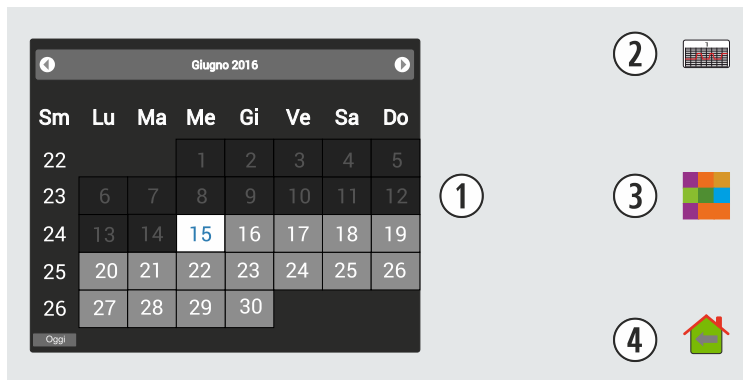 Giugno 2016
Sm Lu Ma Me Gi Ve Sa Do
22 1 2 3 4 5
23 6 7 8 9 10 11 12
24 13 14 15 16 17 18 19
25 20 21 22 23 24 25 26
26 27 28 29 30
Oggi
1
2
3
4